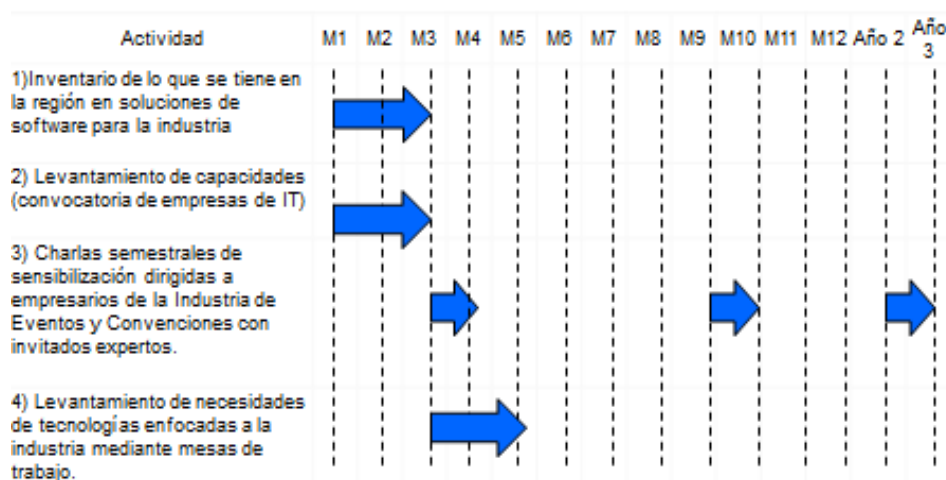 Actividad M1 M2 M3 M4 M5 M6 M7 M8 M9 M10 M11 M12 Año 2 Año 3
1)Inventario de lo que se tiene en
la región en soluciones de
software para la industria
2) Levantamiento de capacidades
(convocatoria de empresas de IT)
3) Charlas semestrales de
sensibilización dirigidas a
empresarios de la Industria de
Eventos y Convenciones con
invitados expertos.
4) Levantamiento de necesidades
de tecnologías enfocadas a la
industria mediante mesas de
trabajo.